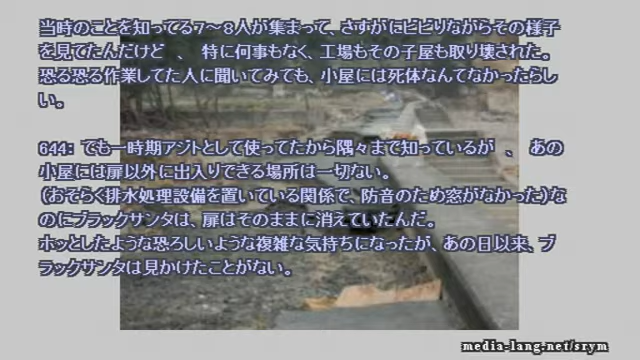 当時のことを知ってる7～8人が集まって、さすがにビビりながらその様子
を見てたんだけど　、　特に何事もなく、工場もその子屋も取り壊された。
恐る恐る作業してた人に聞いてみても、小屋には死体なんてなかったらし
い。
644： でも一時期アジトとして使ってたから隅々まで知っているが　、　あの
小屋には扉以外に出入りできる場所は一切ない。
（おそらく排水処理設備を置いている関係で、防音のため窓がなかった）な
のにブラックサンタは、扉はそのままに消えていたんだ。
ホッとしたような恐ろしいような複雑な気持ちになったが、あの日以来、ブ
ラックサンタは見かけたことがない。
media-lang-net/srym